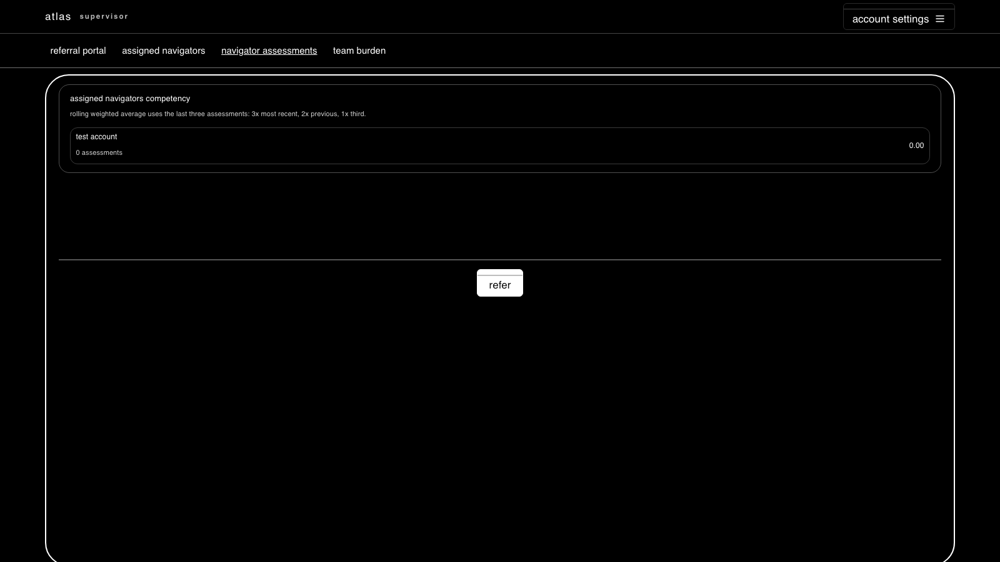 atlas supervisor
account settings
referral portal assigned navigators navigator assessments team burden
assigned navigators competency
rolling weighted average uses the last three assessments: 3x most recent, 2x previous, 1x third.
test account
0 assessments
0.00
refer